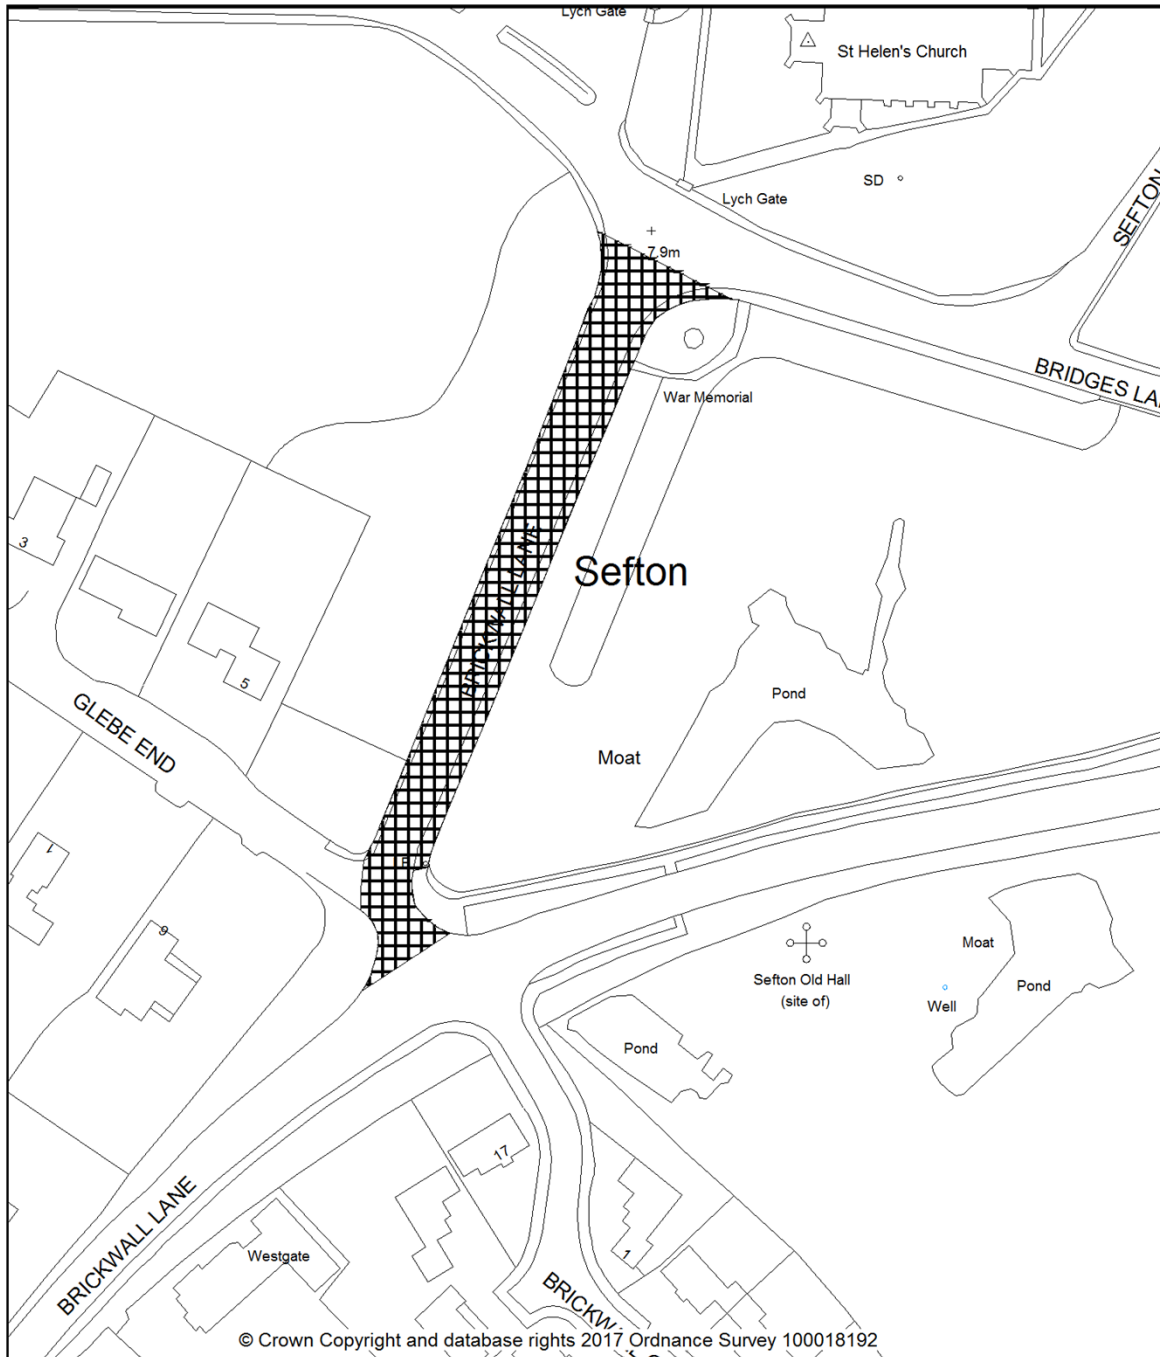 Lych Gate
St Helen's Church
SD
Lych Gate
SEFTON
7.9m
BRIDGES LA
War Memorial
BRICKWALL LANE
3
Sefton
5
GLEBE END
Pond
Moat
1
9
Moat
Sefton Old Hall
(site of)
Well
Pond
Pond
17
BRICKWALL LANE
Westgate
1
BRICKW
© Crown Copyright and database rights 2017 Ordnance Survey 100018192